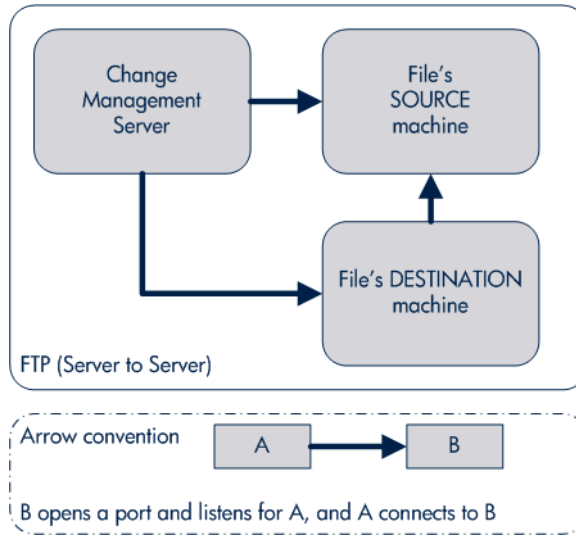 Change
Management
Server
File's
SOURCE
machine
File's DESTINATION
machine
FTP (Server to Server)
Arrow convention
A
B
B opens a port and listens for A, and A connects to B